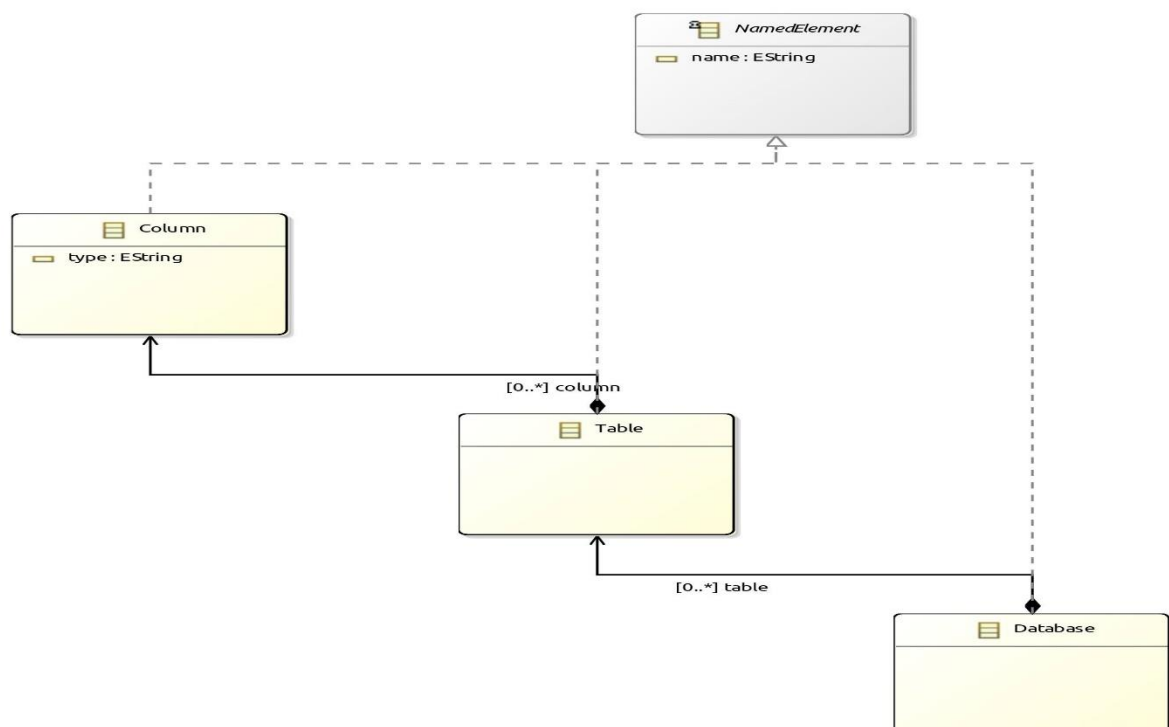 NamedElement
name : EString
Column
type : EString
[0..*] column
Table
[0..*] table
Database